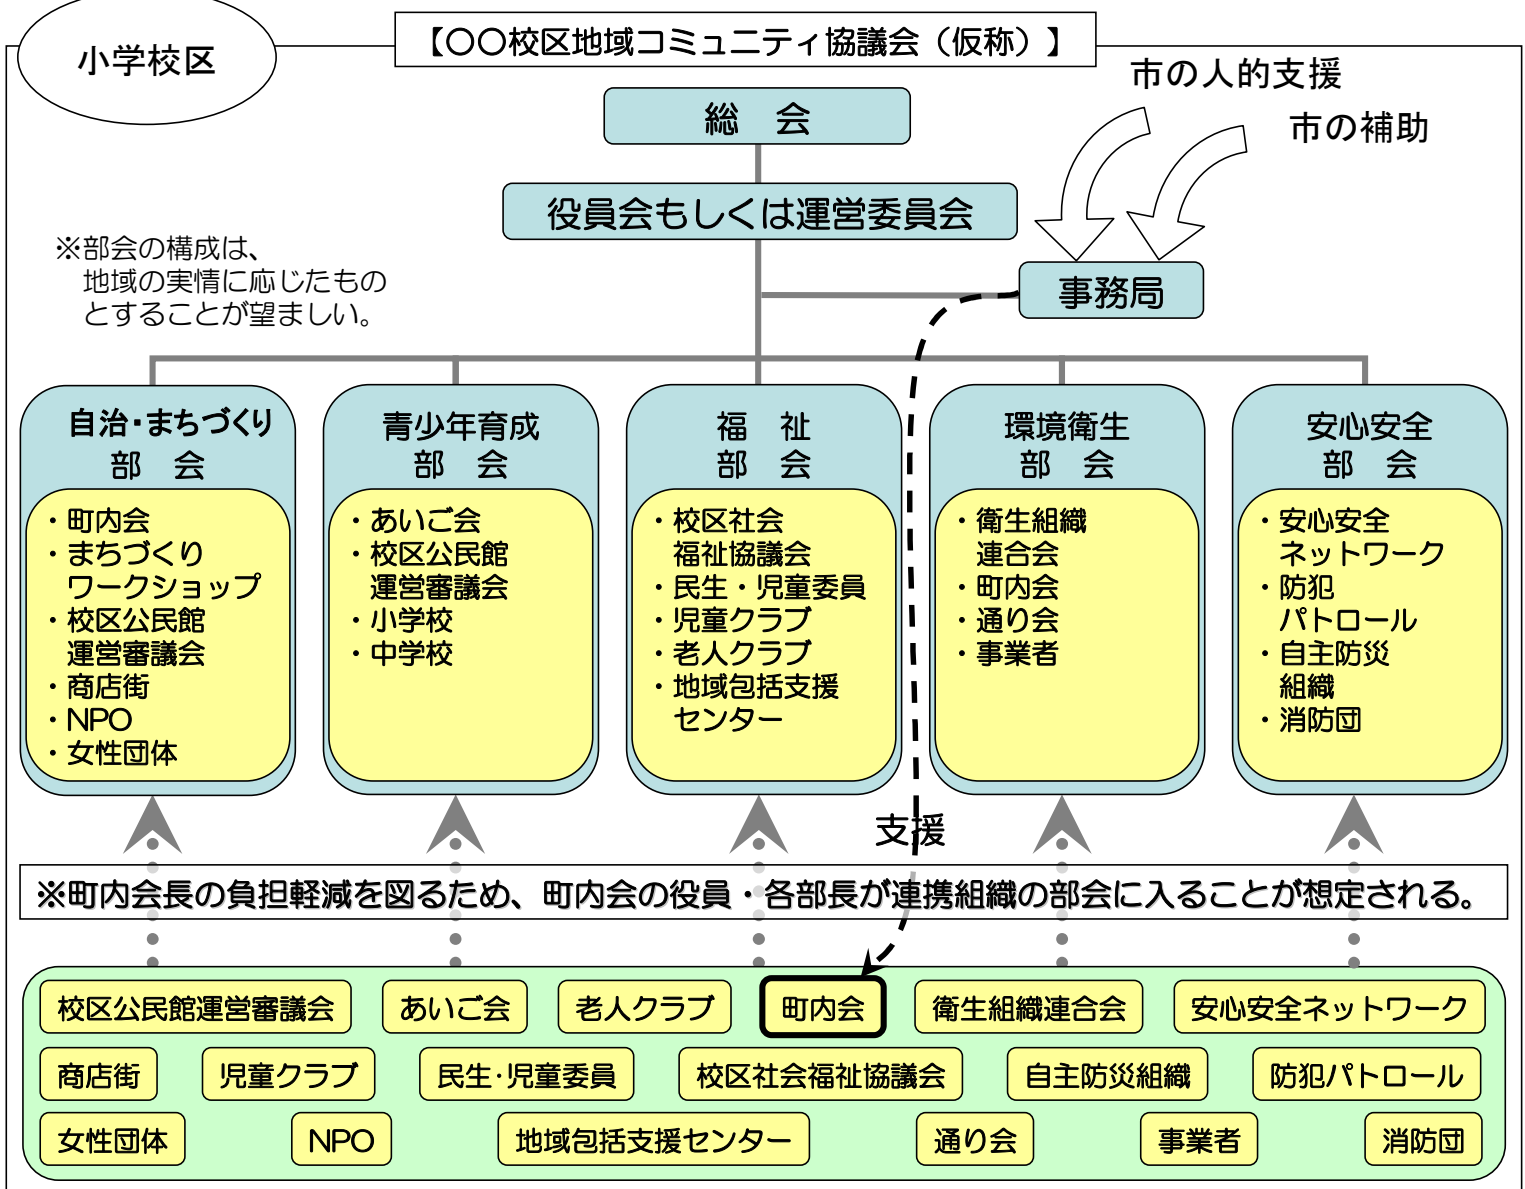 小学校区
【〇〇校区地域コミュニティ協議会（仮称）】
市の人的支援
市の補助
総　会
役員会もしくは運営委員会
事務局
※部会の構成は、
地域の実情に応じたもの
とすることが望ましい。
自治・まちづくり
部　会
・町内会
・まちづくり
ワークショップ
・校区公民館
運営審議会
・商店街
・NPO
・女性団体
青少年育成
部　会
・あいご会
・校区公民館
運営審議会
・小学校
・中学校
福　祉
部　会
・校区社会
福祉協議会
・民生・児童委員
・児童クラブ
・老人クラブ
・地域包括支援
センター
環境衛生
部　会
・衛生組織
連合会
・町内会
・通り会
・事業者
安心安全
部　会
・安心安全
ネットワーク
・防犯
パトロール
・自主防災
組織
・消防団
支援
※町内会長の負担軽減を図るため、町内会の役員・各部長が連携組織の部会に入ることが想定される。
校区公民館運営審議会
あいご会
老人クラブ
町内会
衛生組織連合会
安心安全ネットワーク
商店街
児童クラブ
民生・児童委員
校区社会福祉協議会
自主防災組織
防犯パトロール
女性団体
NPO
地域包括支援センター
通り会
事業者
消防団